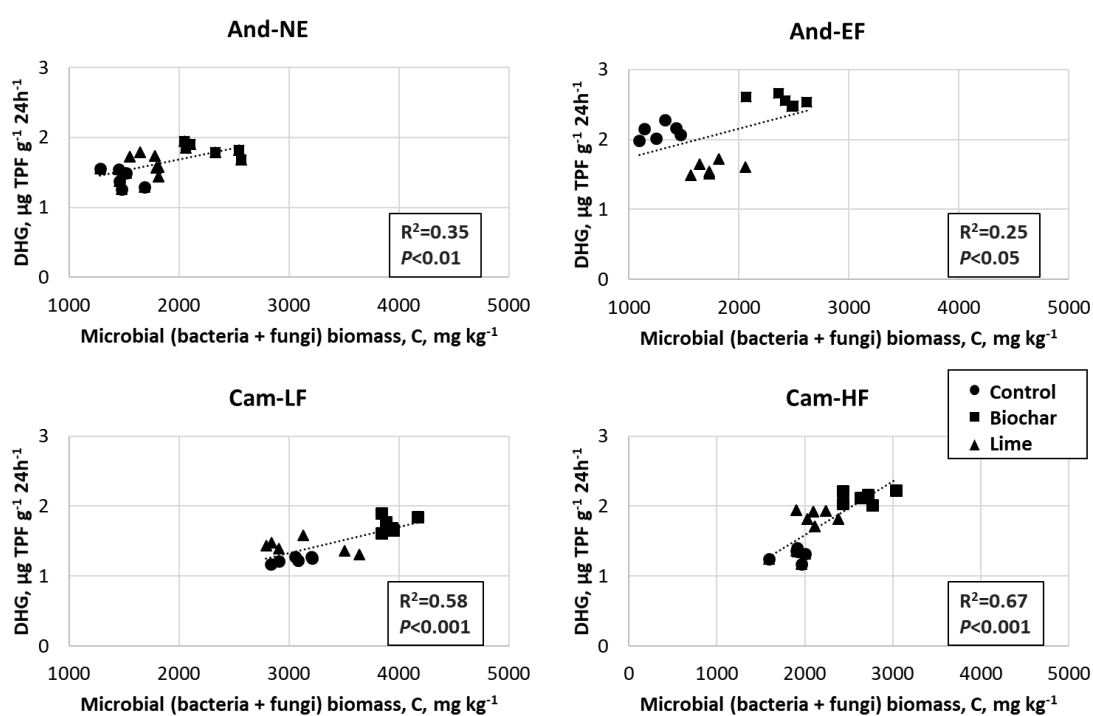 And-NE
DHG, µg TPF g⁻¹ 24h⁻¹
3
2
1
0
R²=0.35
P<0.01
1000 2000 3000 4000 5000
Microbial (bacteria + fungi) biomass, C, mg kg⁻¹
And-EF
DHG, µg TPF g⁻¹ 24h⁻¹
3
2
1
0
R²=0.25
P<0.05
1000 2000 3000 4000 5000
Microbial (bacteria + fungi) biomass, C, mg kg⁻¹
Cam-LF
DHG, µg TPF g⁻¹ 24h⁻¹
3
2
1
0
R²=0.58
P<0.001
1000 2000 3000 4000 5000
Microbial (bacteria + fungi) biomass, C, mg kg⁻¹
Cam-HF
Control
Biochar
Lime
DHG, µg TPF g⁻¹ 24h⁻¹
3
2
1
0
R²=0.67
P<0.001
0 1000 2000 3000 4000 5000
Microbial (bacteria + fungi) biomass, C, mg kg⁻¹